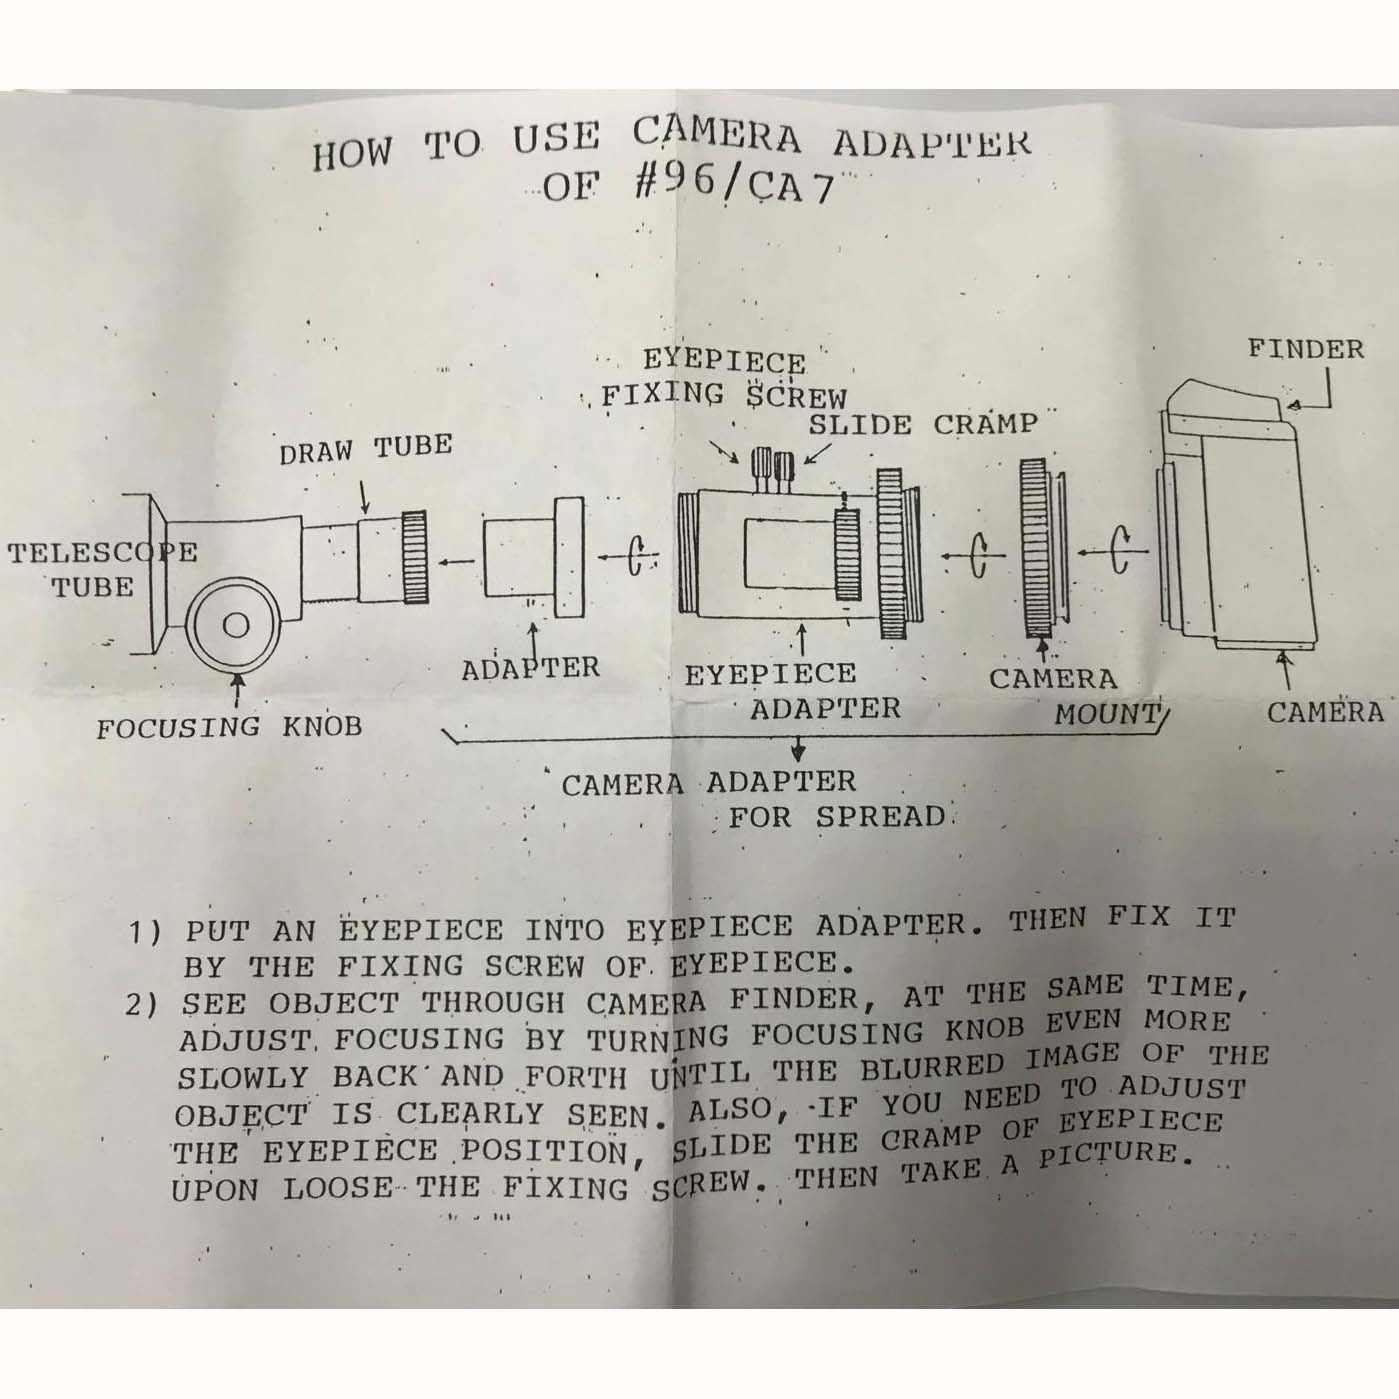 HOW TO USE CAMERA ADAPTER
OF #96/CA7
FINDER
EYEPIECE
FIXING SCREW
SLIDE CRAMP
DRAW TUBE
TELESCOPE
TUBE
ADAPTER
EYEPIECE
ADAPTER
CAMERA
MOUNT
CAMERA
FOCUSING KNOB
CAMERA ADAPTER
FOR SPREAD
1) PUT AN EYEPIECE INTO EYEPIECE ADAPTER. THEN FIX IT
BY THE FIXING SCREW OF EYEPIECE.
2) SEE OBJECT THROUGH CAMERA FINDER, AT THE SAME TIME,
ADJUST FOCUSING BY TURNING FOCUSING KNOB EVEN MORE
SLOWLY BACK AND FORTH UNTIL THE BLURRED IMAGE OF THE
OBJECT IS CLEARLY SEEN. ALSO, IF YOU NEED TO ADJUST
THE EYEPIECE POSITION, SLIDE THE CRAMP OF EYEPIECE
UPON LOOSE THE FIXING SCREW. THEN TAKE A PICTURE.